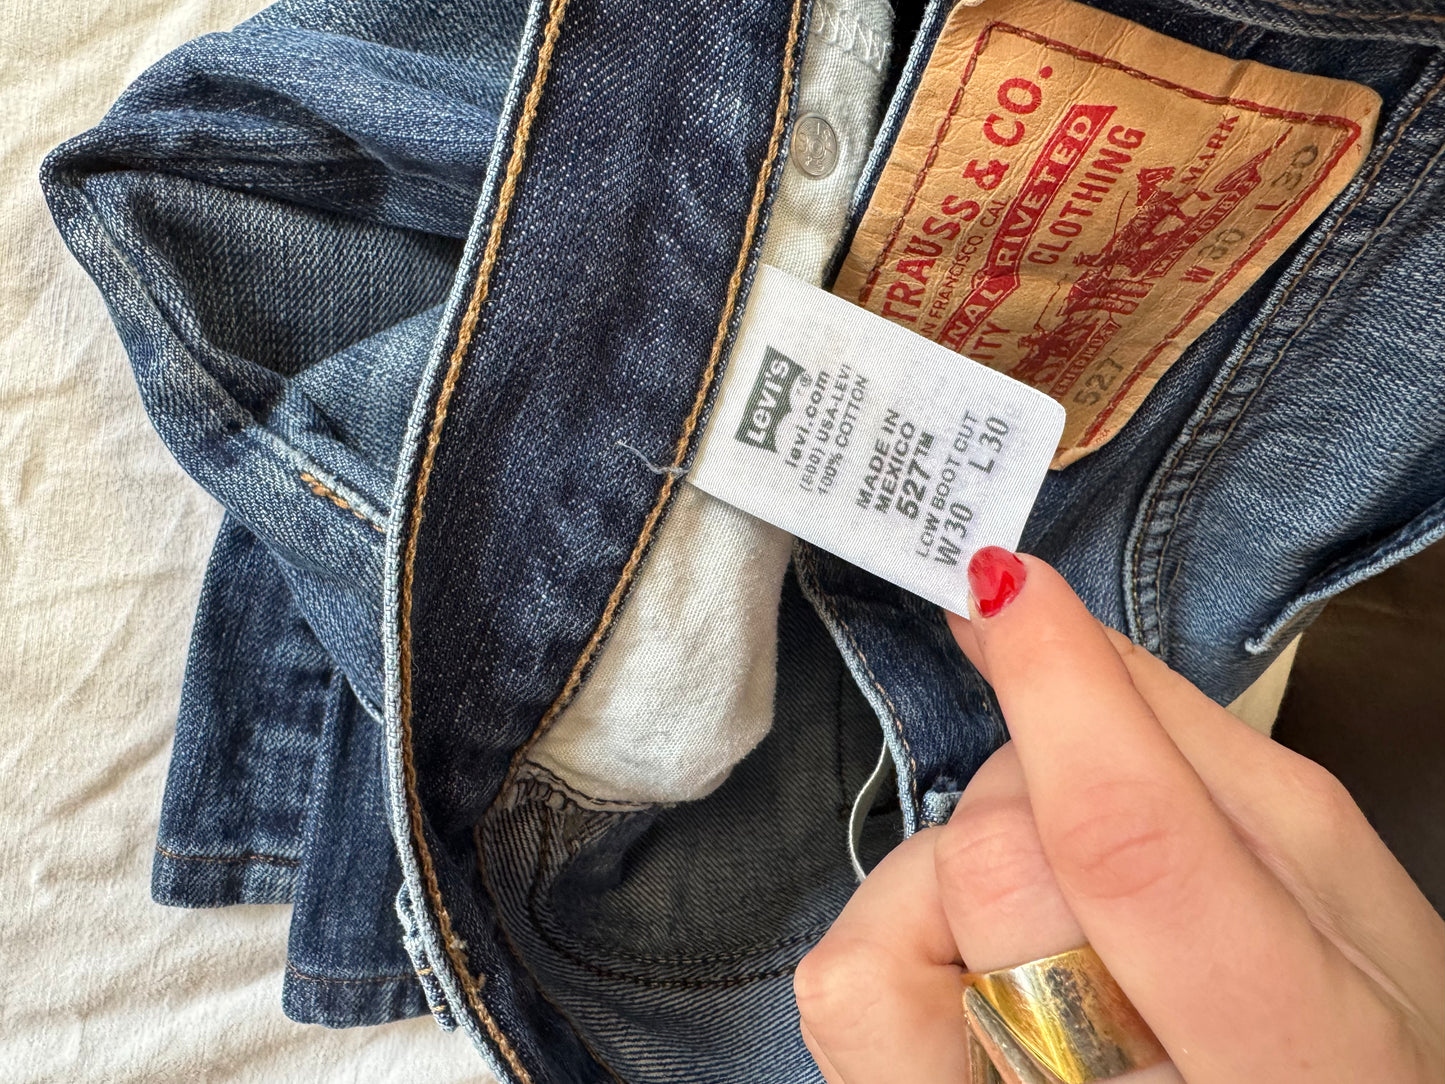 Levi's®
levi.com
(800) USA-LEVI
100% COTTON
MADE IN
MEXICO
527™
LOW BOOT CUT
W30 L30
STRAUSS & CO.
FRANCISCO, CAL
RIVETED
CLOTHING
MARK
527
W 30 L 30